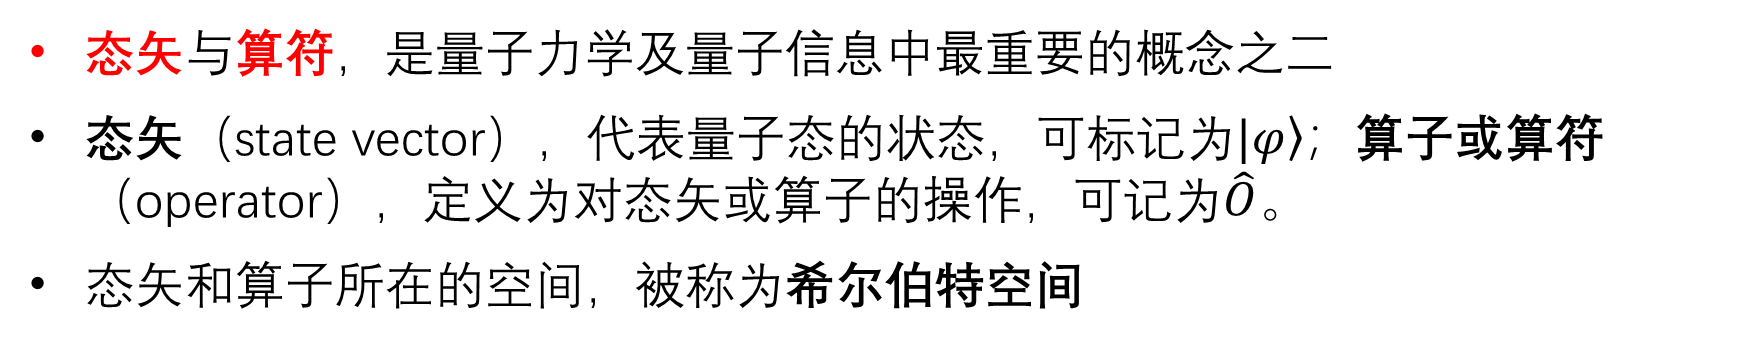 • 态矢与算符，是量子力学及量子信息中最重要的概念之二
• 态矢（state vector），代表量子态的状态，可标记为|φ⟩；算子或算符
（operator），定义为对态矢或算子的操作，可记为Ô。
• 态矢和算子所在的空间，被称为希尔伯特空间